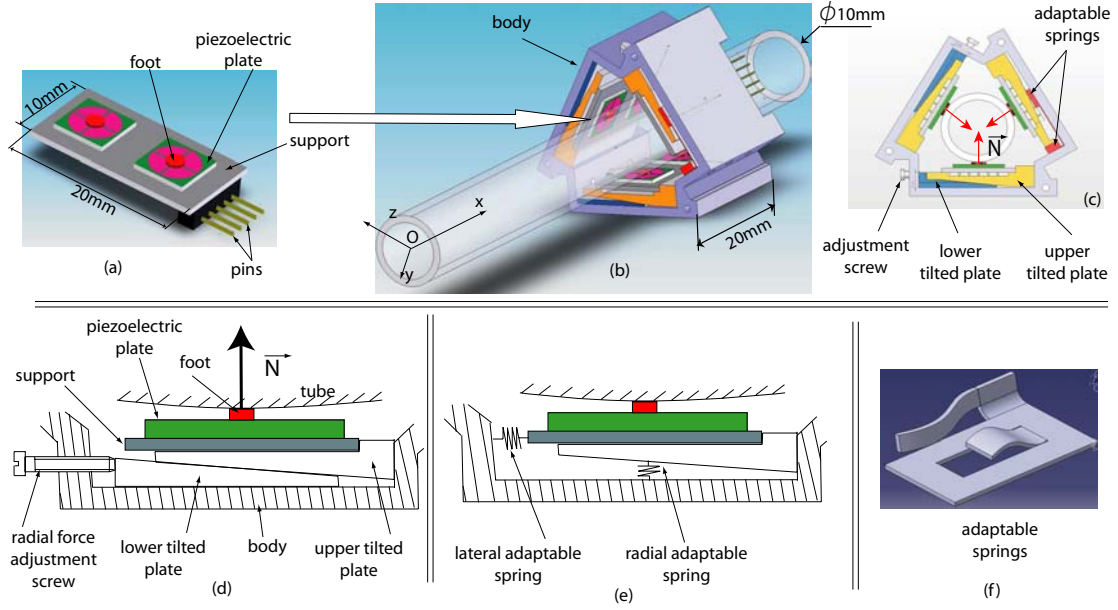 (a)
piezoelectric
plate
foot
10mm
support
20mm
pins
(b)
body
ϕ10mm
z
O
x
y
20mm
adaptable
springs
N
(c)
adjustment
screw
lower
tilted plate
upper
tilted plate
piezoelectric
plate
foot
N
support
tube
radial force
adjustment
screw
lower tilted
plate
body
upper tilted
plate
(d)
lateral adaptable
spring
radial adaptable
spring
(e)
adaptable
springs
(f)